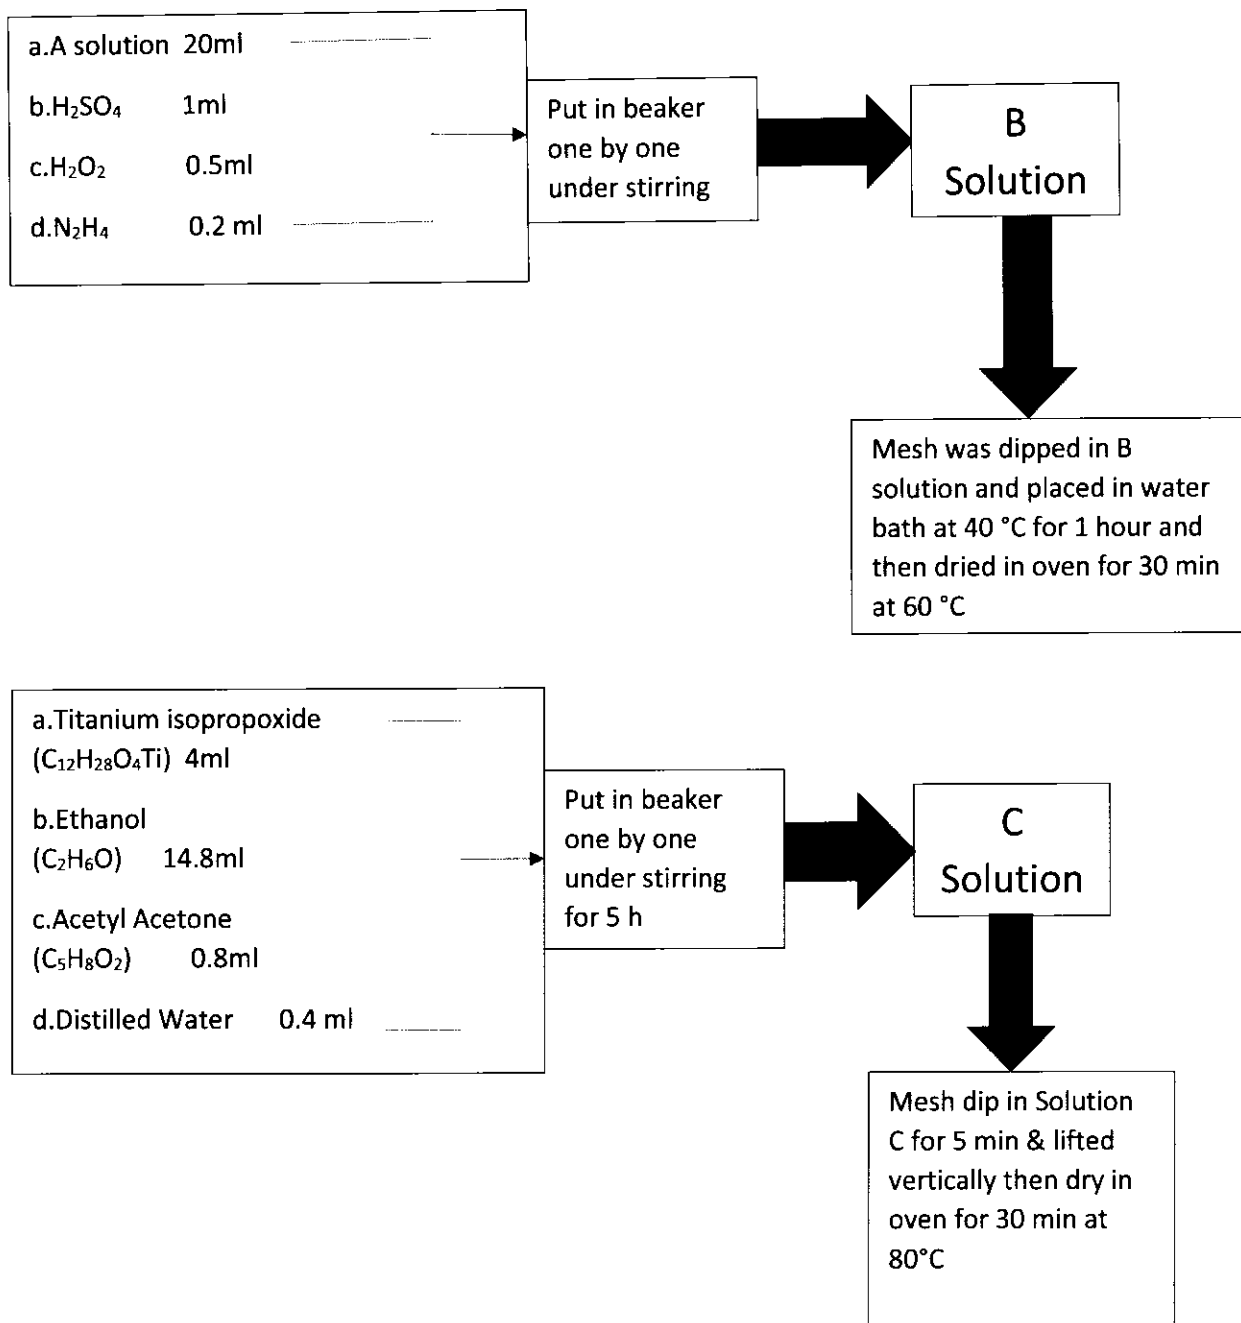 a.A solution 20ml
b.H₂SO₄ 1ml
c.H₂O₂ 0.5ml
d.N₂H₄ 0.2 ml
Put in beaker
one by one
under stirring
B
Solution
Mesh was dipped in B
solution and placed in water
bath at 40 °C for 1 hour and
then dried in oven for 30 min
at 60 °C
a.Titanium isopropoxide
(C₁₂H₂₈O₄Ti) 4ml
b.Ethanol
(C₂H₆O) 14.8ml
c.Acetyl Acetone
(C₅H₈O₂) 0.8ml
d.Distilled Water 0.4 ml
Put in beaker
one by one
under stirring
for 5 h
C
Solution
Mesh dip in Solution
C for 5 min & lifted
vertically then dry in
oven for 30 min at
80°C